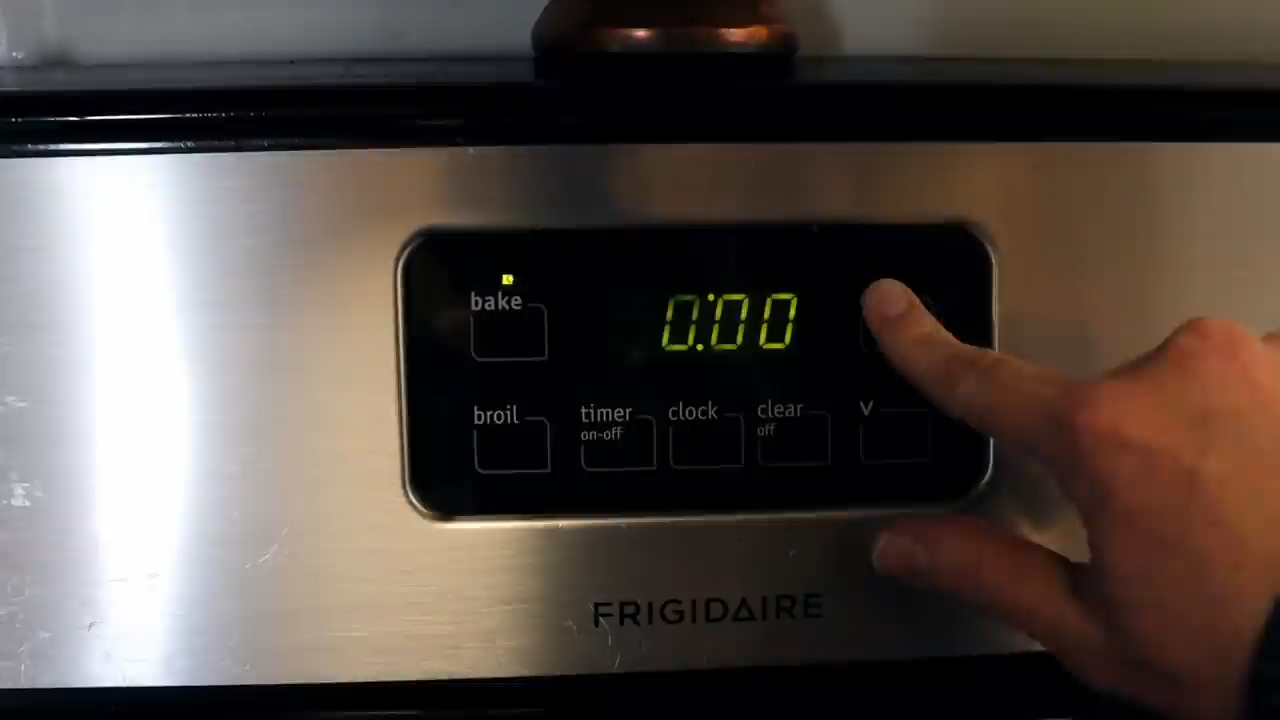 bake
0:00
broil
timer
on-off
clock
clear
off
V
FRIGIDAIRE